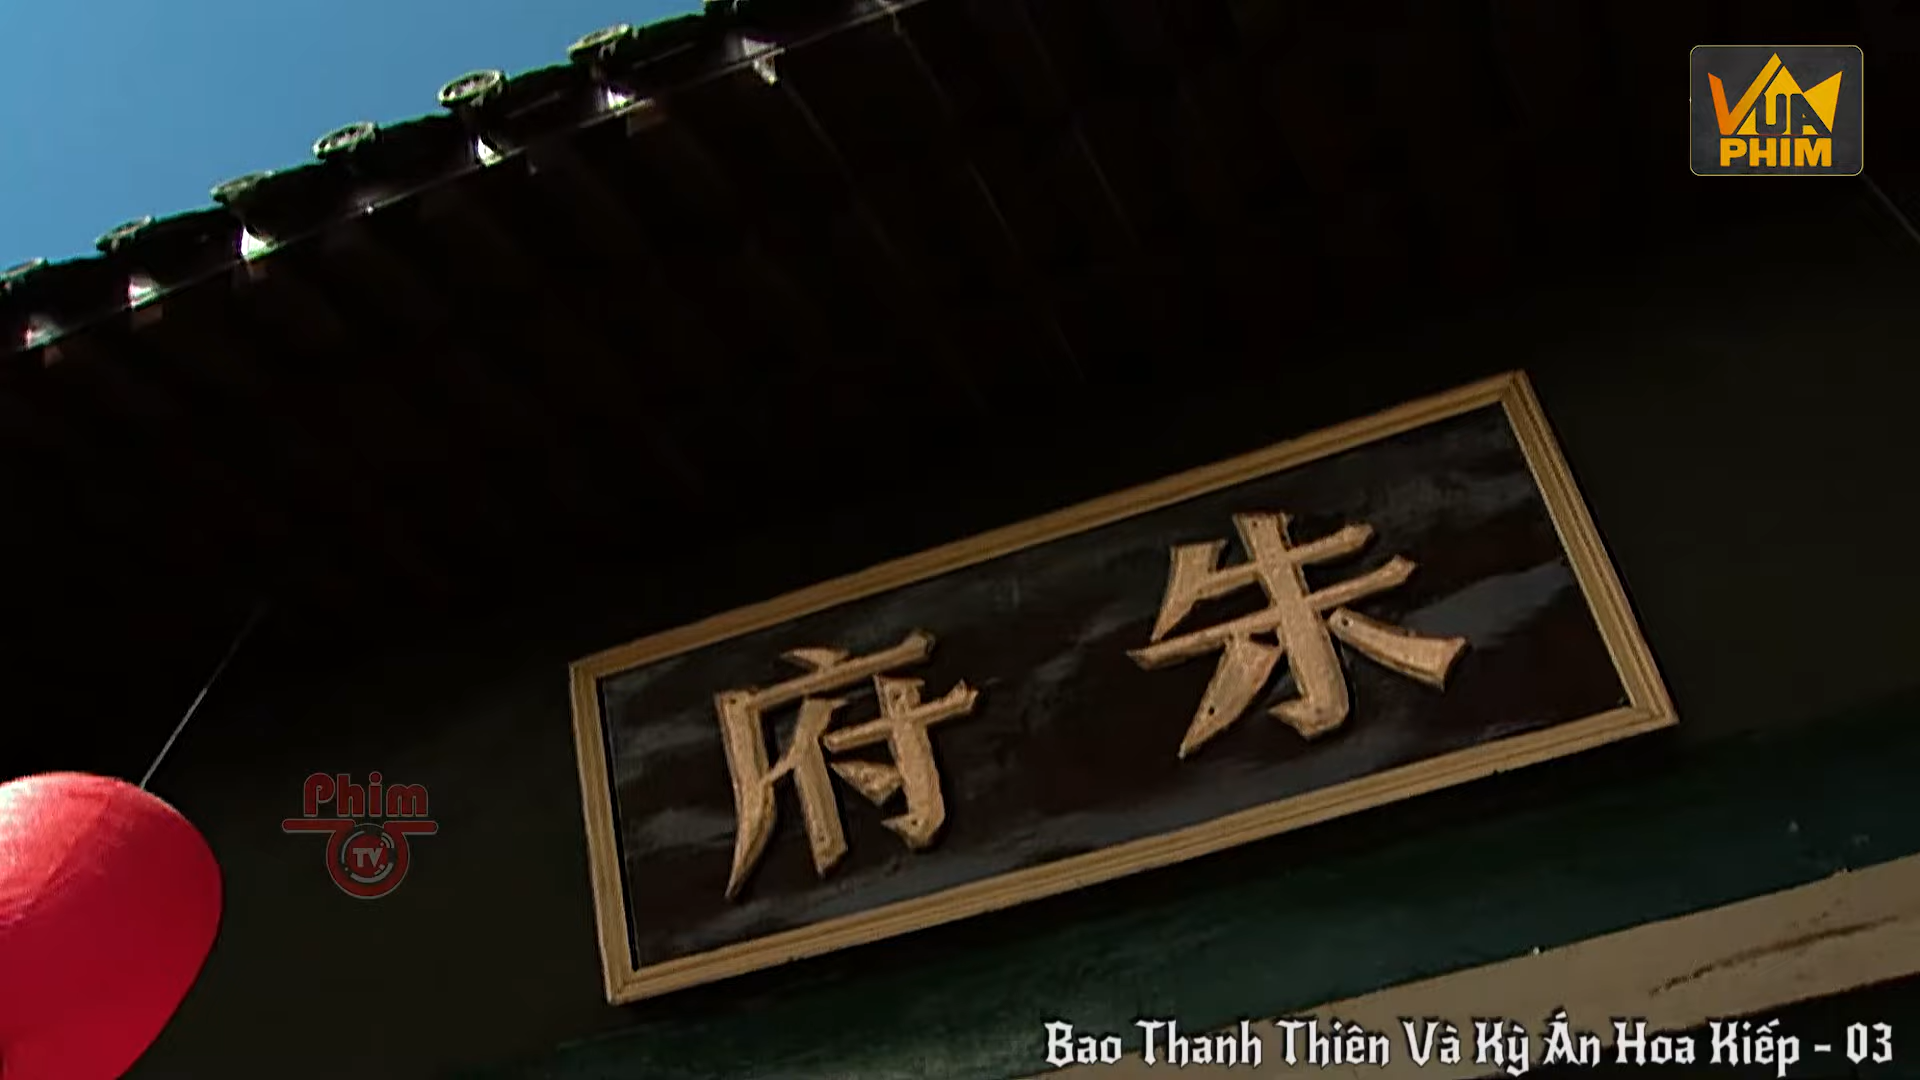 VUA
PHIM
府朱
Phim
TV
Bao Thanh Thiên Và Kỳ Án Hoa Kiếp - 03